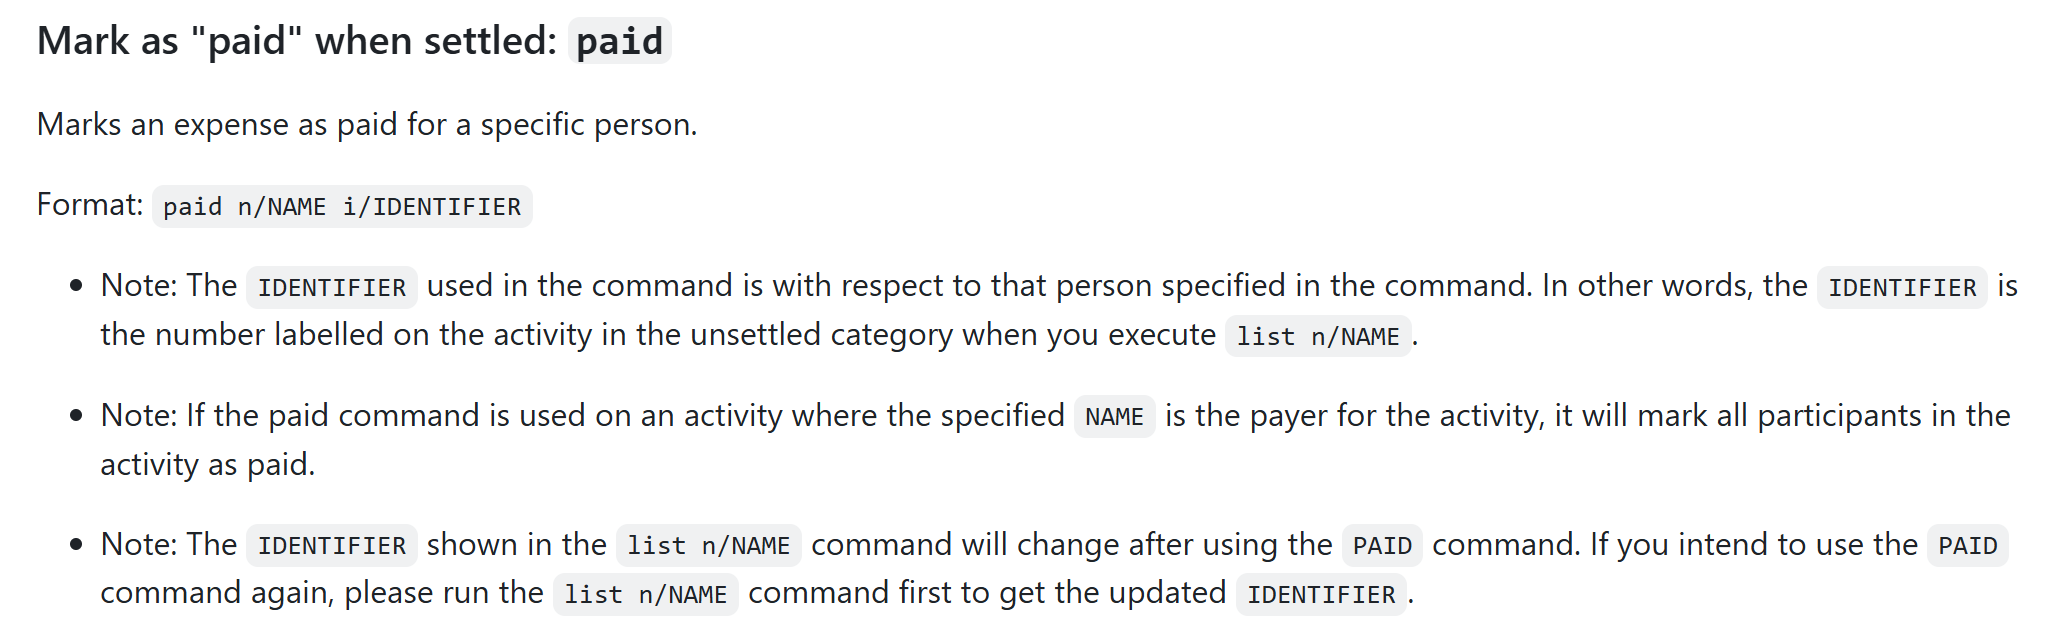 Mark as "paid" when settled: paid
Marks an expense as paid for a specific person.
Format: paid n/NAME i/IDENTIFIER
• Note: The IDENTIFIER used in the command is with respect to that person specified in the command. In other words, the IDENTIFIER is
the number labelled on the activity in the unsettled category when you execute list n/NAME.
• Note: If the paid command is used on an activity where the specified NAME is the payer for the activity, it will mark all participants in the
activity as paid.
• Note: The IDENTIFIER shown in the list n/NAME command will change after using the PAID command. If you intend to use the PAID
command again, please run the list n/NAME command first to get the updated IDENTIFIER.